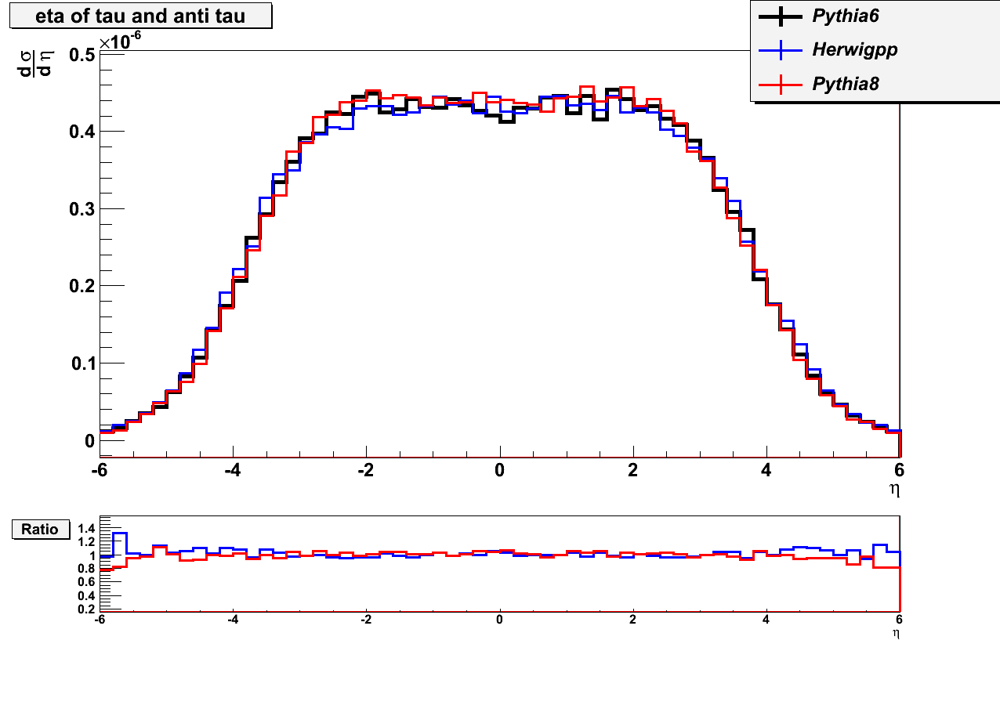 eta of tau and anti tau
Pythia6
Herwigpp
Pythia8
×10-6
dσ
dη
0.5
0.4
0.3
0.2
0.1
0
-6 -4 -2 0 2 4 6
η
Ratio
1.4
1.2
1
0.8
0.6
0.4
0.2
-6 -4 -2 0 2 4 6
η